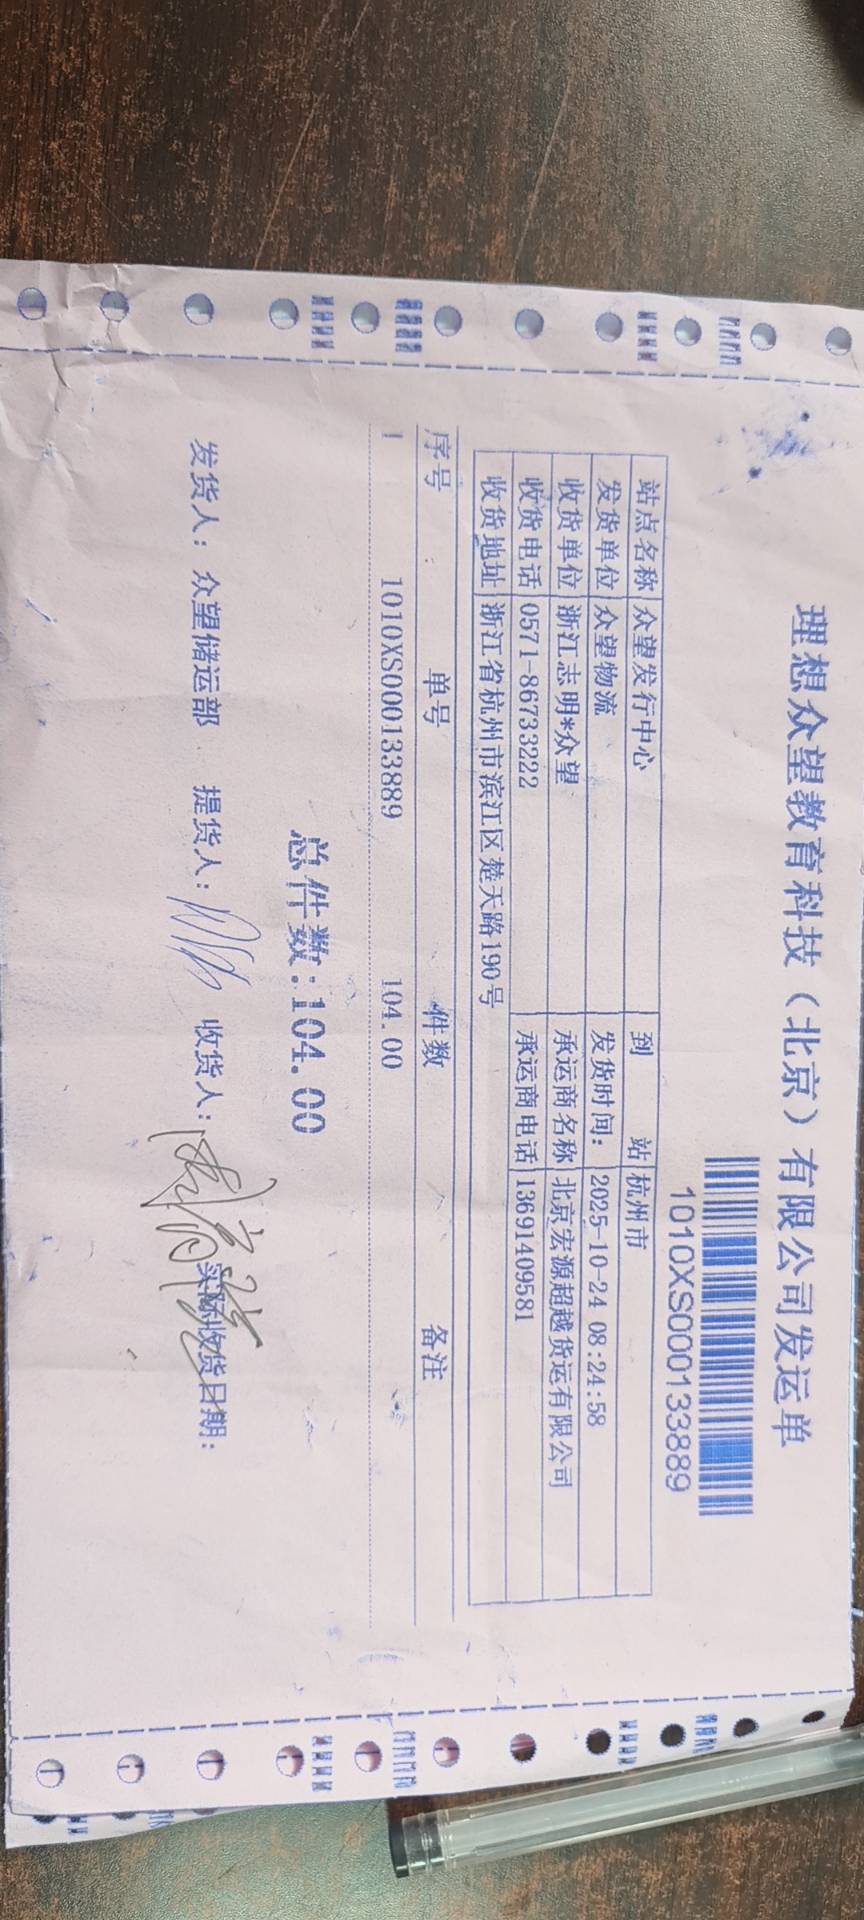 理想众望教育科技（北京）有限公司发运单
1010XS000133889
站点名称 众望发行中心 到 站 杭州市
发货单位 众望物流 发货时间: 2025-10-24 08:24:58
收货单位 浙江志明*众望 承运商名称 北京宏源超越货运有限公司
收货电话 0571-86733222 承运商电话 13691409581
收货地址 浙江省杭州市滨江区楚天路190号
序号 单号 件数 备注
1 1010XS000133889 104.00
总件数:104.00
发货人: 众望储运部 提货人: 收货人: 实际收货日期: